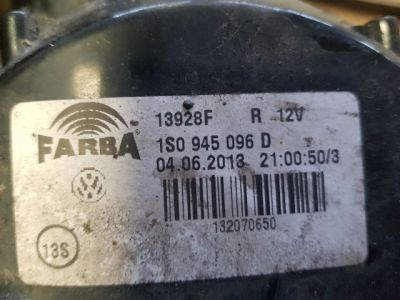 13928F R 12V
FARBA
1S0 945 096 D
04.06.2013 21:00:50/3
13S
132070650